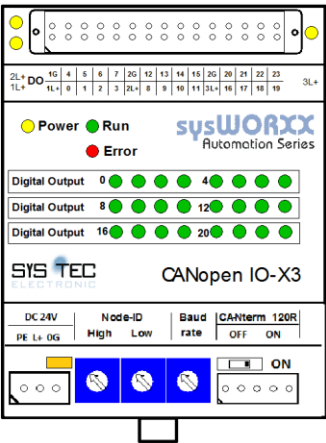 2L+ DO 1G 4 5 6 7 2G 12 13 14 15 2G 20 21 22 23
1L+ 1L+ 0 1 2 3 2L+ 8 9 10 11 3L+ 16 17 18 19 3L+
Power Run
Error
sysWORXX
Automation Series
Digital Output 0 4
Digital Output 8 12
Digital Output 16 20
SYS TEC
ELECTRONIC
CANopen IO-X3
DC 24V Node-ID Baud CANterm 120R
PE L+ 0G High Low rate OFF ON
ON